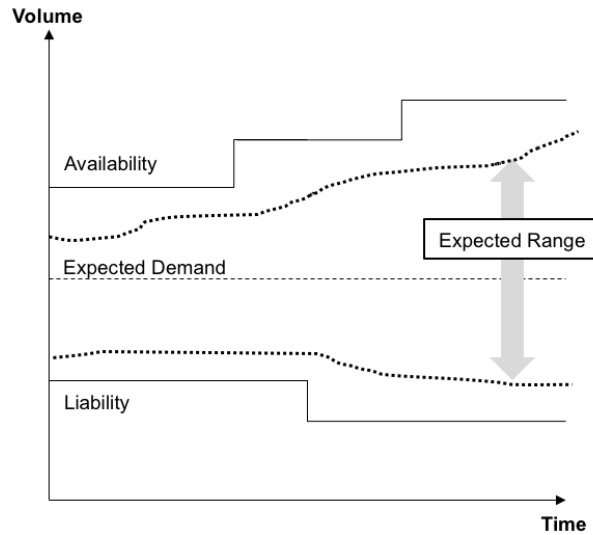 Volume
Availability
Expected Range
Expected Demand
Liability
Time